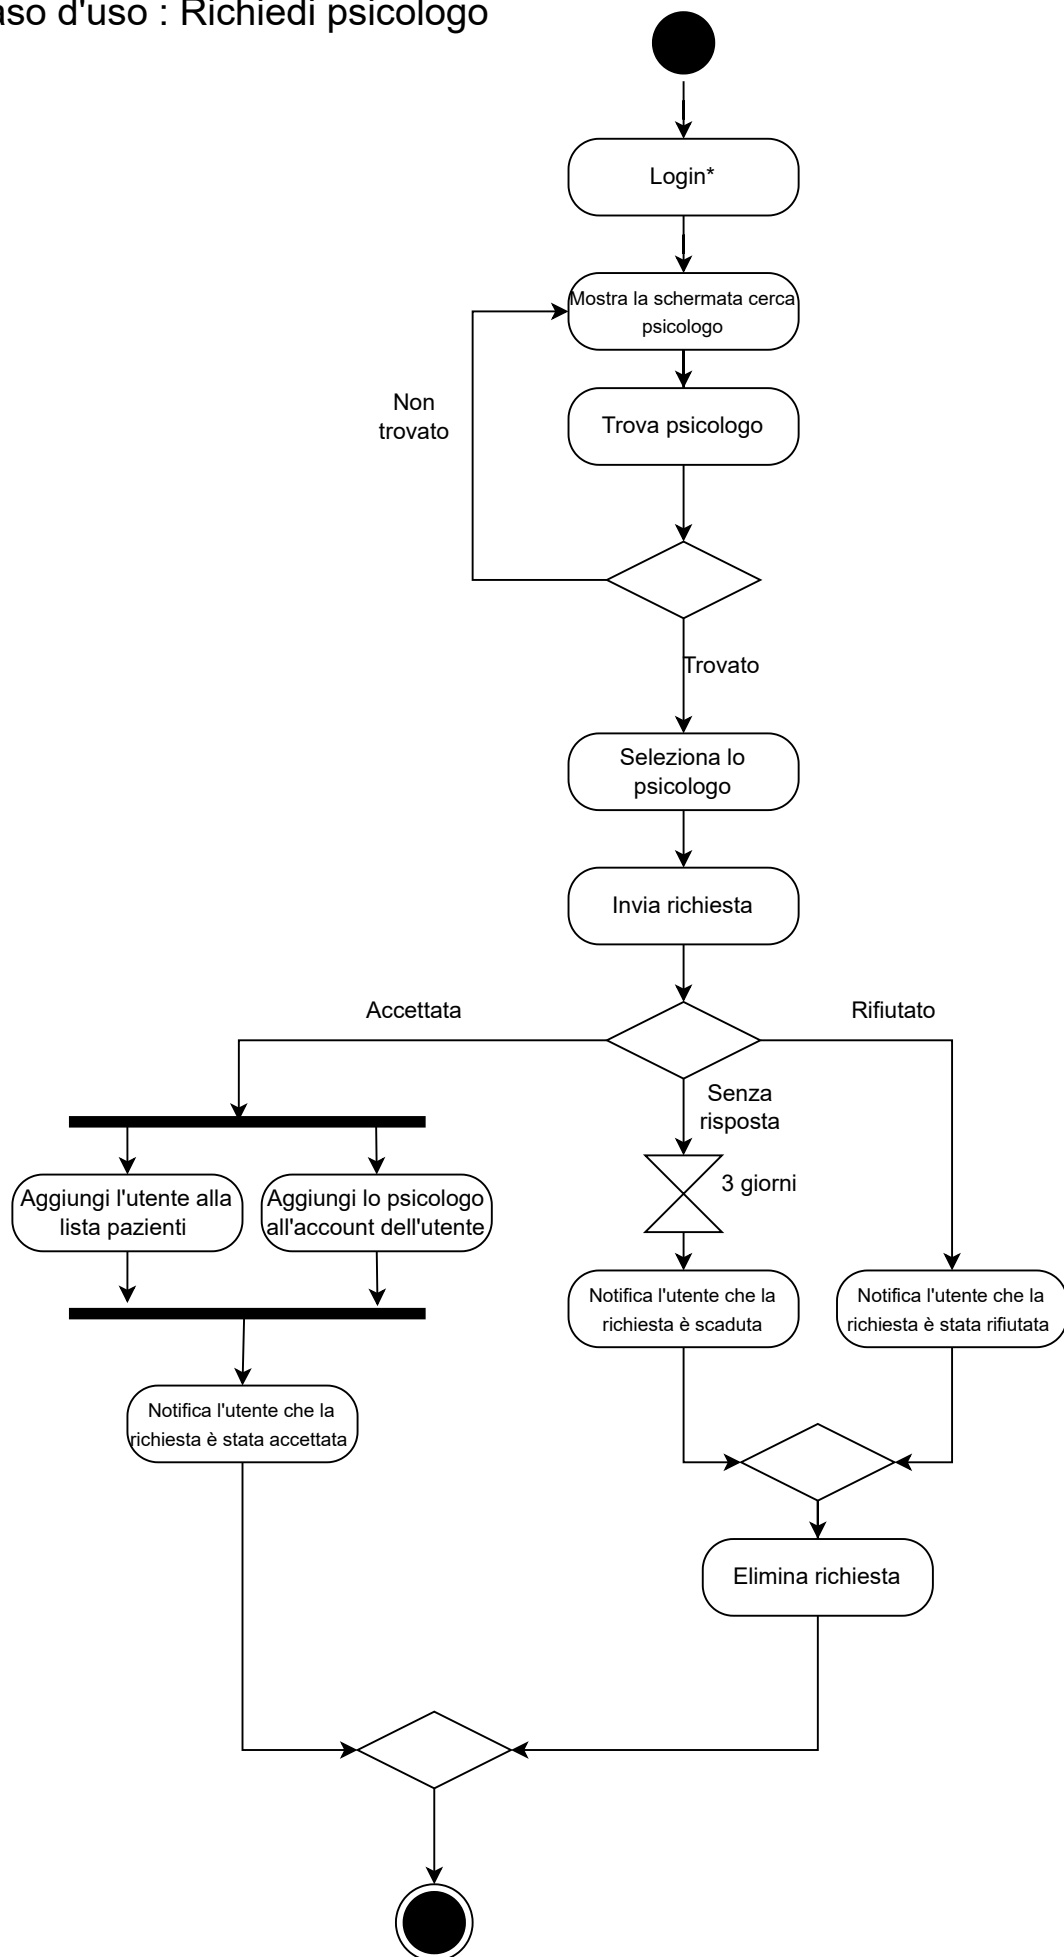 aso d'uso : Richiedi psicologo
Login*
Mostra la schermata cerca
psicologo
Non
trovato
Trova psicologo
Trovato
Seleziona lo
psicologo
Invia richiesta
Accettata
Rifiutato
Senza
risposta
3 giorni
Aggiungi l'utente alla
lista pazienti
Aggiungi lo psicologo
all'account dell'utente
Notifica l'utente che la
richiesta è scaduta
Notifica l'utente che la
richiesta è stata rifiutata
Notifica l'utente che la
richiesta è stata accettata
Elimina richiesta